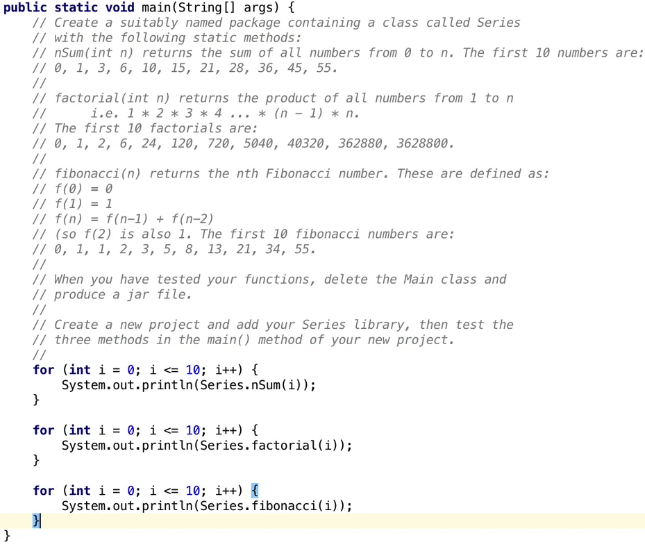 public static void main(String[] args) {
// Create a suitably named package containing a class called Series
// with the following static methods:
// nSum(int n) returns the sum of all numbers from 0 to n. The first 10 numbers are:
// 0, 1, 3, 6, 10, 15, 21, 28, 36, 45, 55.
//
// factorial(int n) returns the product of all numbers from 1 to n
//      i.e. 1 * 2 * 3 * 4 ... * (n - 1) * n.
// The first 10 factorials are:
// 0, 1, 2, 6, 24, 120, 720, 5040, 40320, 362880, 3628800.
//
// fibonacci(n) returns the nth Fibonacci number. These are defined as:
// f(0) = 0
// f(1) = 1
// f(n) = f(n-1) + f(n-2)
// (so f(2) is also 1. The first 10 fibonacci numbers are:
// 0, 1, 1, 2, 3, 5, 8, 13, 21, 34, 55.
//
// When you have tested your functions, delete the Main class and
// produce a jar file.
//
// Create a new project and add your Series library, then test the
// three methods in the main() method of your new project.
//
for (int i = 0; i <= 10; i++) {
System.out.println(Series.nSum(i));
}
for (int i = 0; i <= 10; i++) {
System.out.println(Series.factorial(i));
}
for (int i = 0; i <= 10; i++) {
System.out.println(Series.fibonacci(i));
}
}